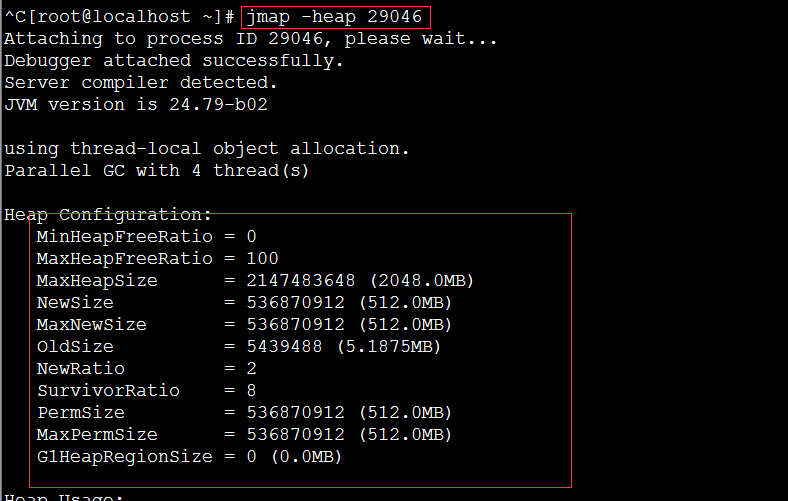 ^C[root@localhost ~]# jmap -heap 29046
Attaching to process ID 29046, please wait...
Debugger attached successfully.
Server compiler detected.
JVM version is 24.79-b02
using thread-local object allocation.
Parallel GC with 4 thread(s)
Heap Configuration:
MinHeapFreeRatio = 0
MaxHeapFreeRatio = 100
MaxHeapSize      = 2147483648 (2048.0MB)
NewSize          = 536870912 (512.0MB)
MaxNewSize       = 536870912 (512.0MB)
OldSize          = 5439488 (5.1875MB)
NewRatio         = 2
SurvivorRatio    = 8
PermSize         = 536870912 (512.0MB)
MaxPermSize      = 536870912 (512.0MB)
G1HeapRegionSize = 0 (0.0MB)
Heap Usage: